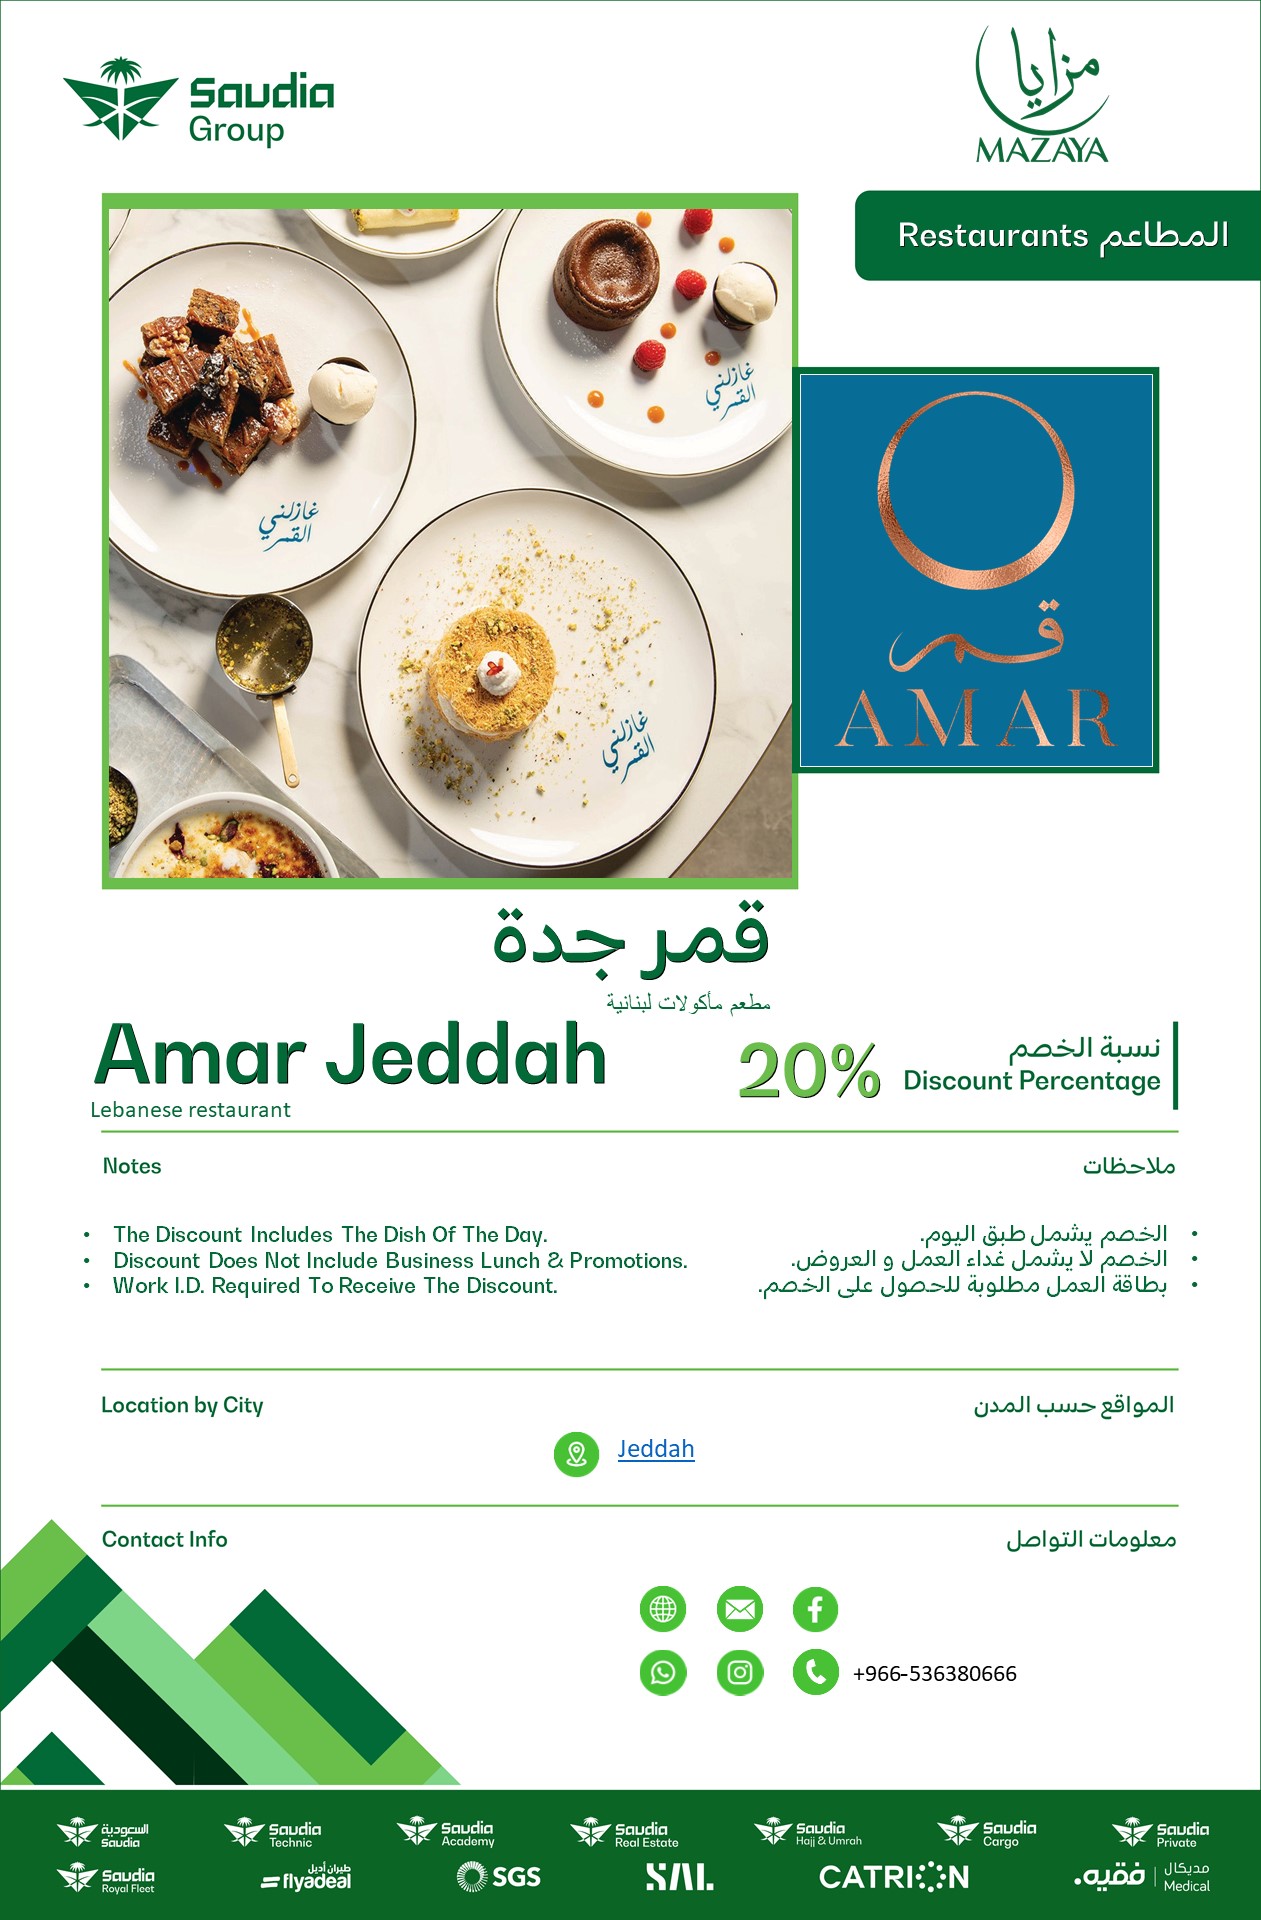 Saudia
Group
مزايا
MAZAYA
Restaurants المطاعم
غازلني
القمر
غازلني
القمر
غازلني
القمر
قمر
AMAR
قمر جدة
مطعم مأكولات لبنانية
Amar Jeddah
Lebanese restaurant
20%
نسبة الخصم
Discount Percentage
Notes
ملاحظات
• The Discount Includes The Dish Of The Day.
• Discount Does Not Include Business Lunch & Promotions.
• Work I.D. Required To Receive The Discount.
• الخصم يشمل طبق اليوم.
• الخصم لا يشمل غداء العمل و العروض.
• بطاقة العمل مطلوبة للحصول على الخصم.
Location by City
المواقع حسب المدن
Jeddah
Contact Info
معلومات التواصل
+966-536380666
السعودية
Saudia
Saudia
Technic
Saudia
Academy
Saudia
Real Estate
Saudia
Hajj & Umrah
Saudia
Cargo
Saudia
Private
Saudia
Royal Fleet
طيران أديل
flyadeal
SGS
SAL
CATRION
فقيه.
مديكال
Medical